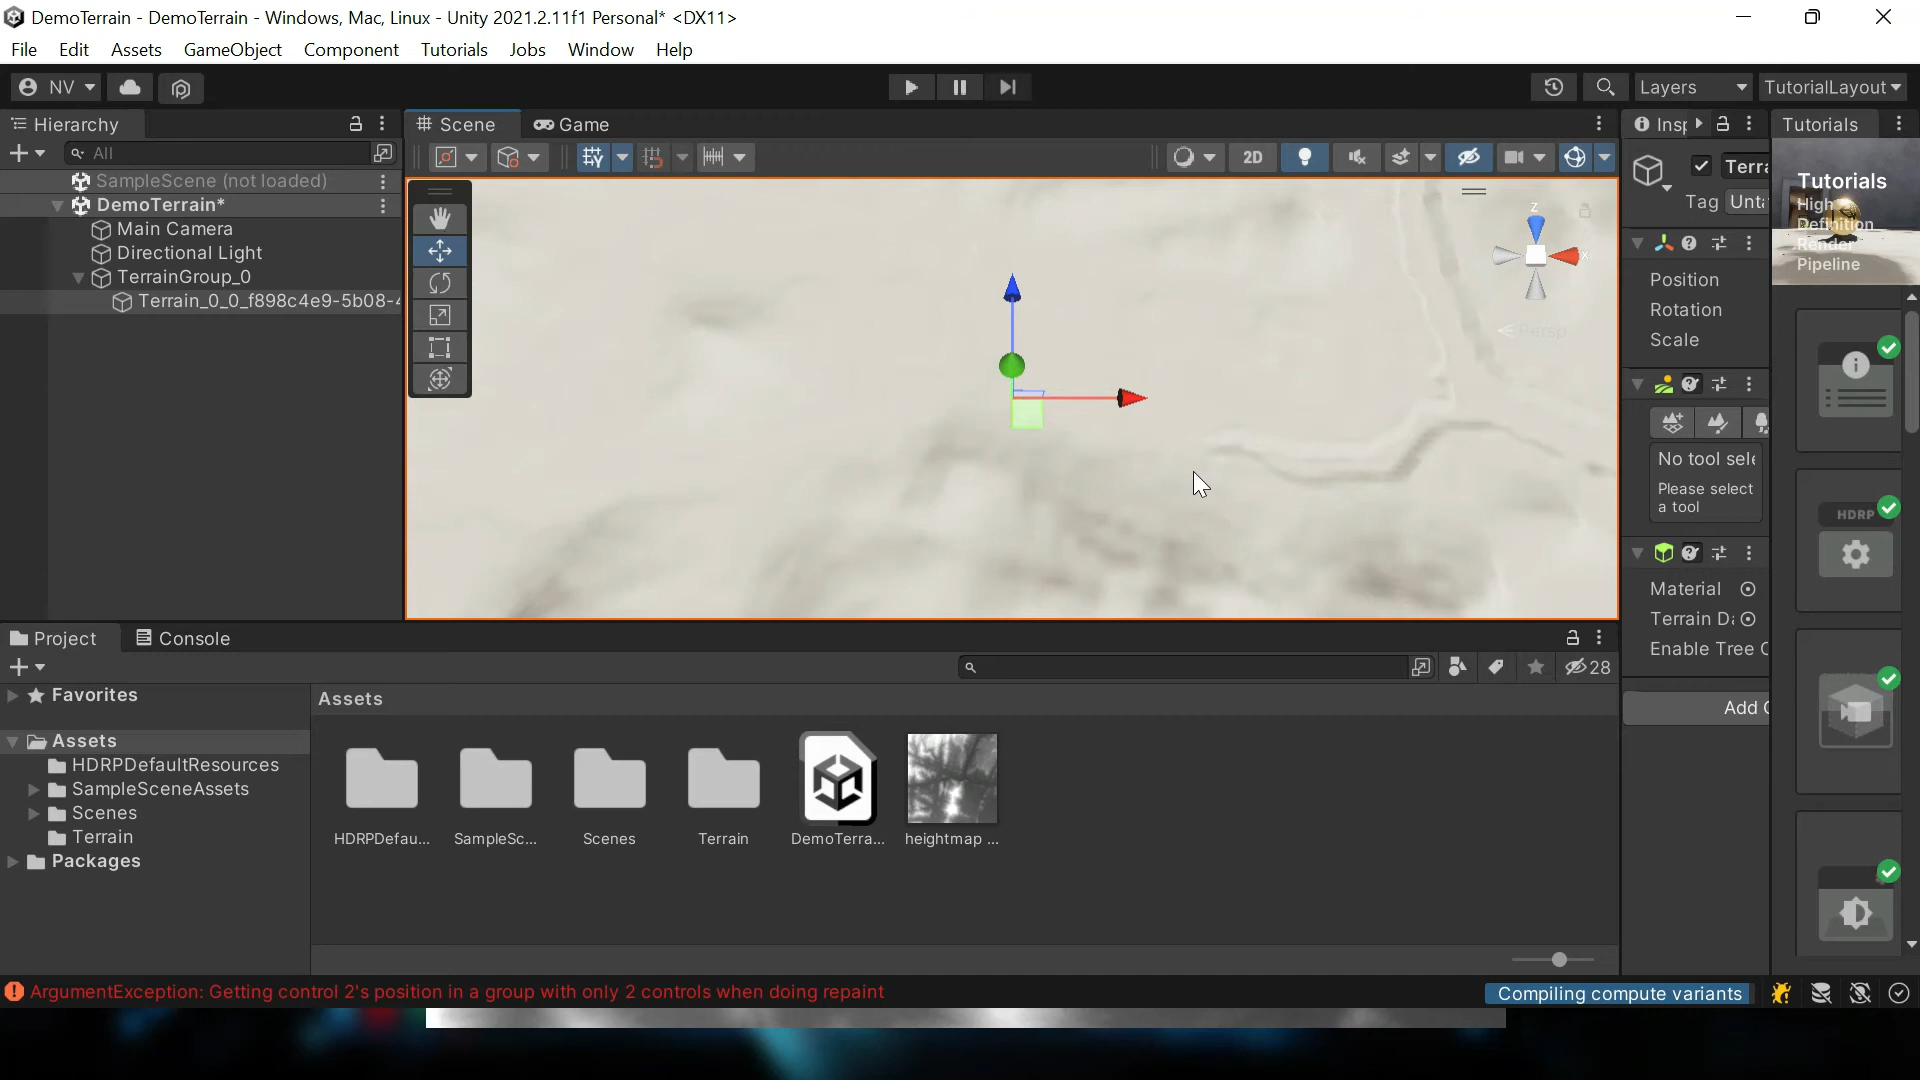 DemoTerrain - DemoTerrain - Windows, Mac, Linux - Unity 2021.2.11f1 Personal* <DX11>
File Edit Assets GameObject Component Tutorials Jobs Window Help
NV Layers TutorialLayout
Hierarchy Scene Game Insp Tutorials
All 2D
SampleScene (not loaded)
DemoTerrain*
Main Camera
Directional Light
TerrainGroup_0
Terrain_0_0_f898c4e9-5b08-4
z
x
Persp
Terra
Tag Unta
Position
Rotation
Scale
No tool sele
Please select
a tool
Material
Terrain Da
Enable Tree C
Add C
Tutorials
High
Definition
Render
Pipeline
HDRP
Project Console
28
Favorites
Assets
HDRPDefaultResources
SampleSceneAssets
Scenes
Terrain
Packages
Assets
HDRPDefau... SampleSc... Scenes Terrain DemoTerra... heightmap ...
ArgumentException: Getting control 2's position in a group with only 2 controls when doing repaint
Compiling compute variants